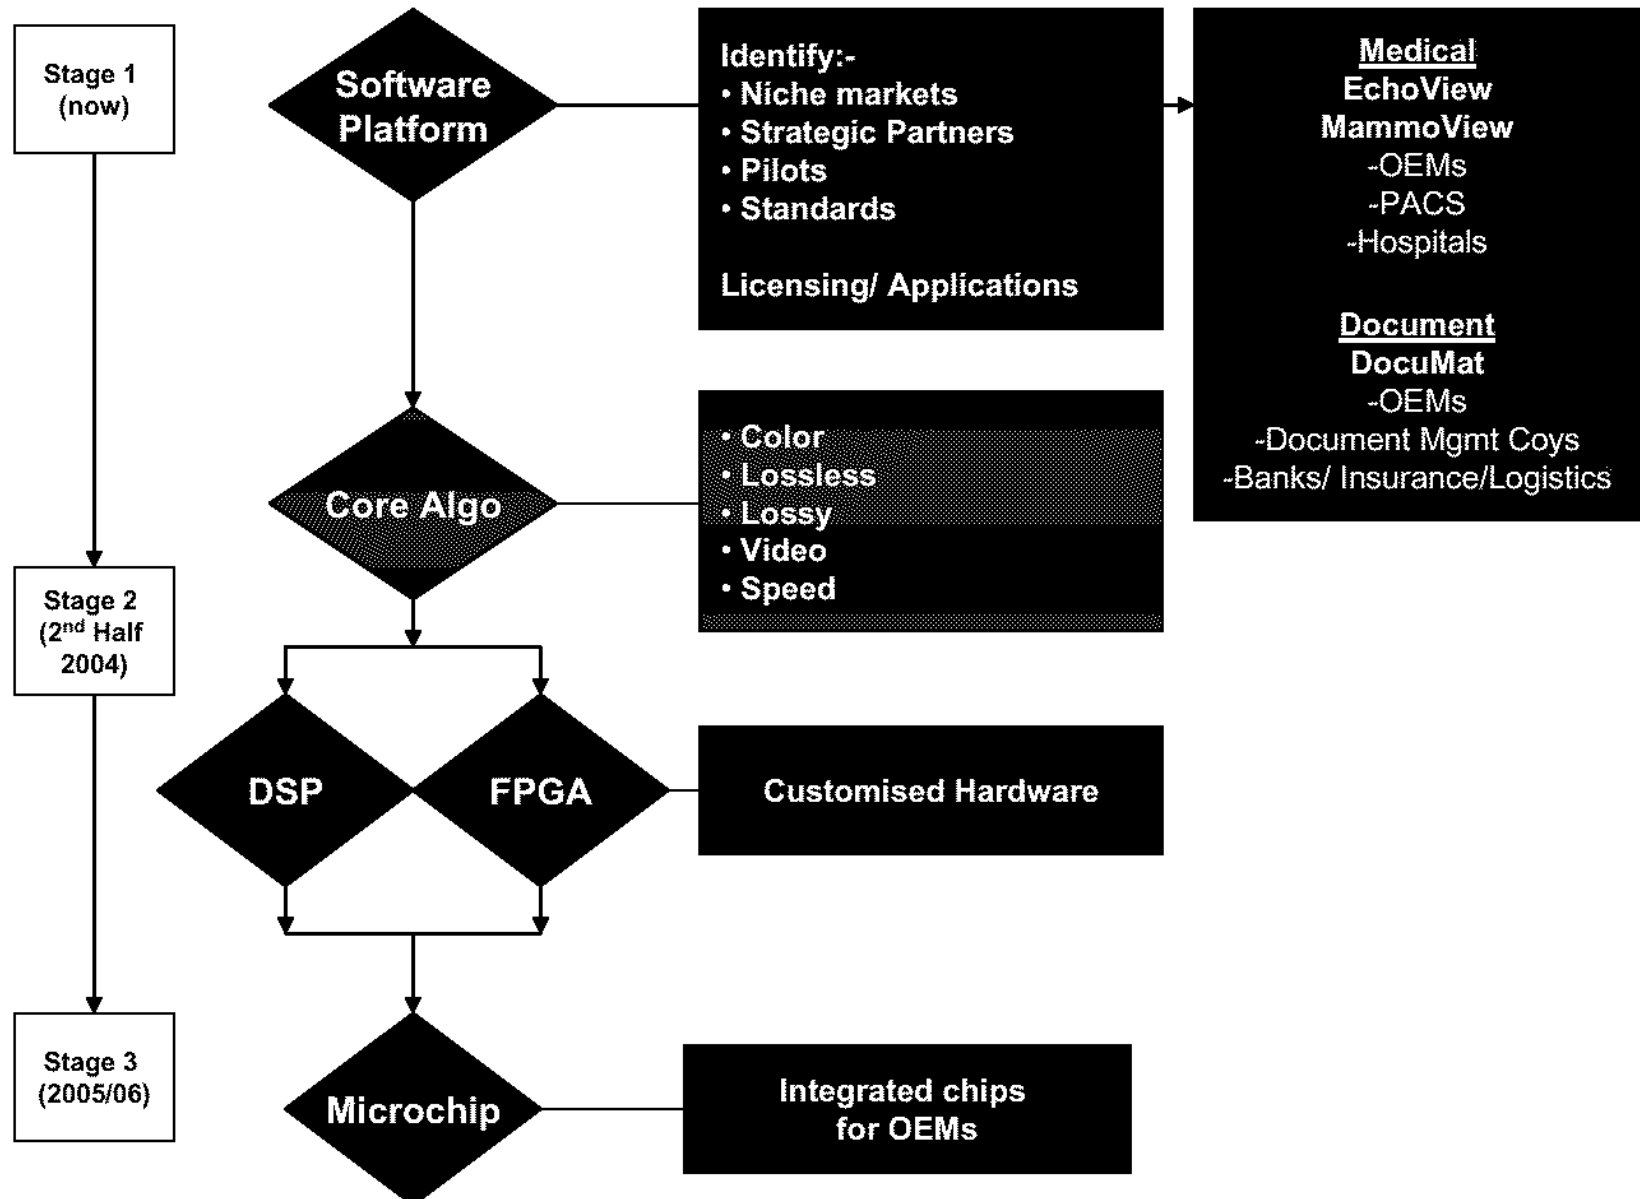 Stage 1
(now)
Software
Platform
Identify:-
• Niche markets
• Strategic Partners
• Pilots
• Standards
Licensing/ Applications
Medical
EchoView
MammoView
-OEMs
-PACS
-Hospitals
Document
DocuMat
-OEMs
-Document Mgmt Coys
-Banks/ Insurance/Logistics
Core Algo
• Color
• Lossless
• Lossy
• Video
• Speed
Stage 2
(2nd Half
2004)
DSP
FPGA
Customised Hardware
Stage 3
(2005/06)
Microchip
Integrated chips
for OEMs